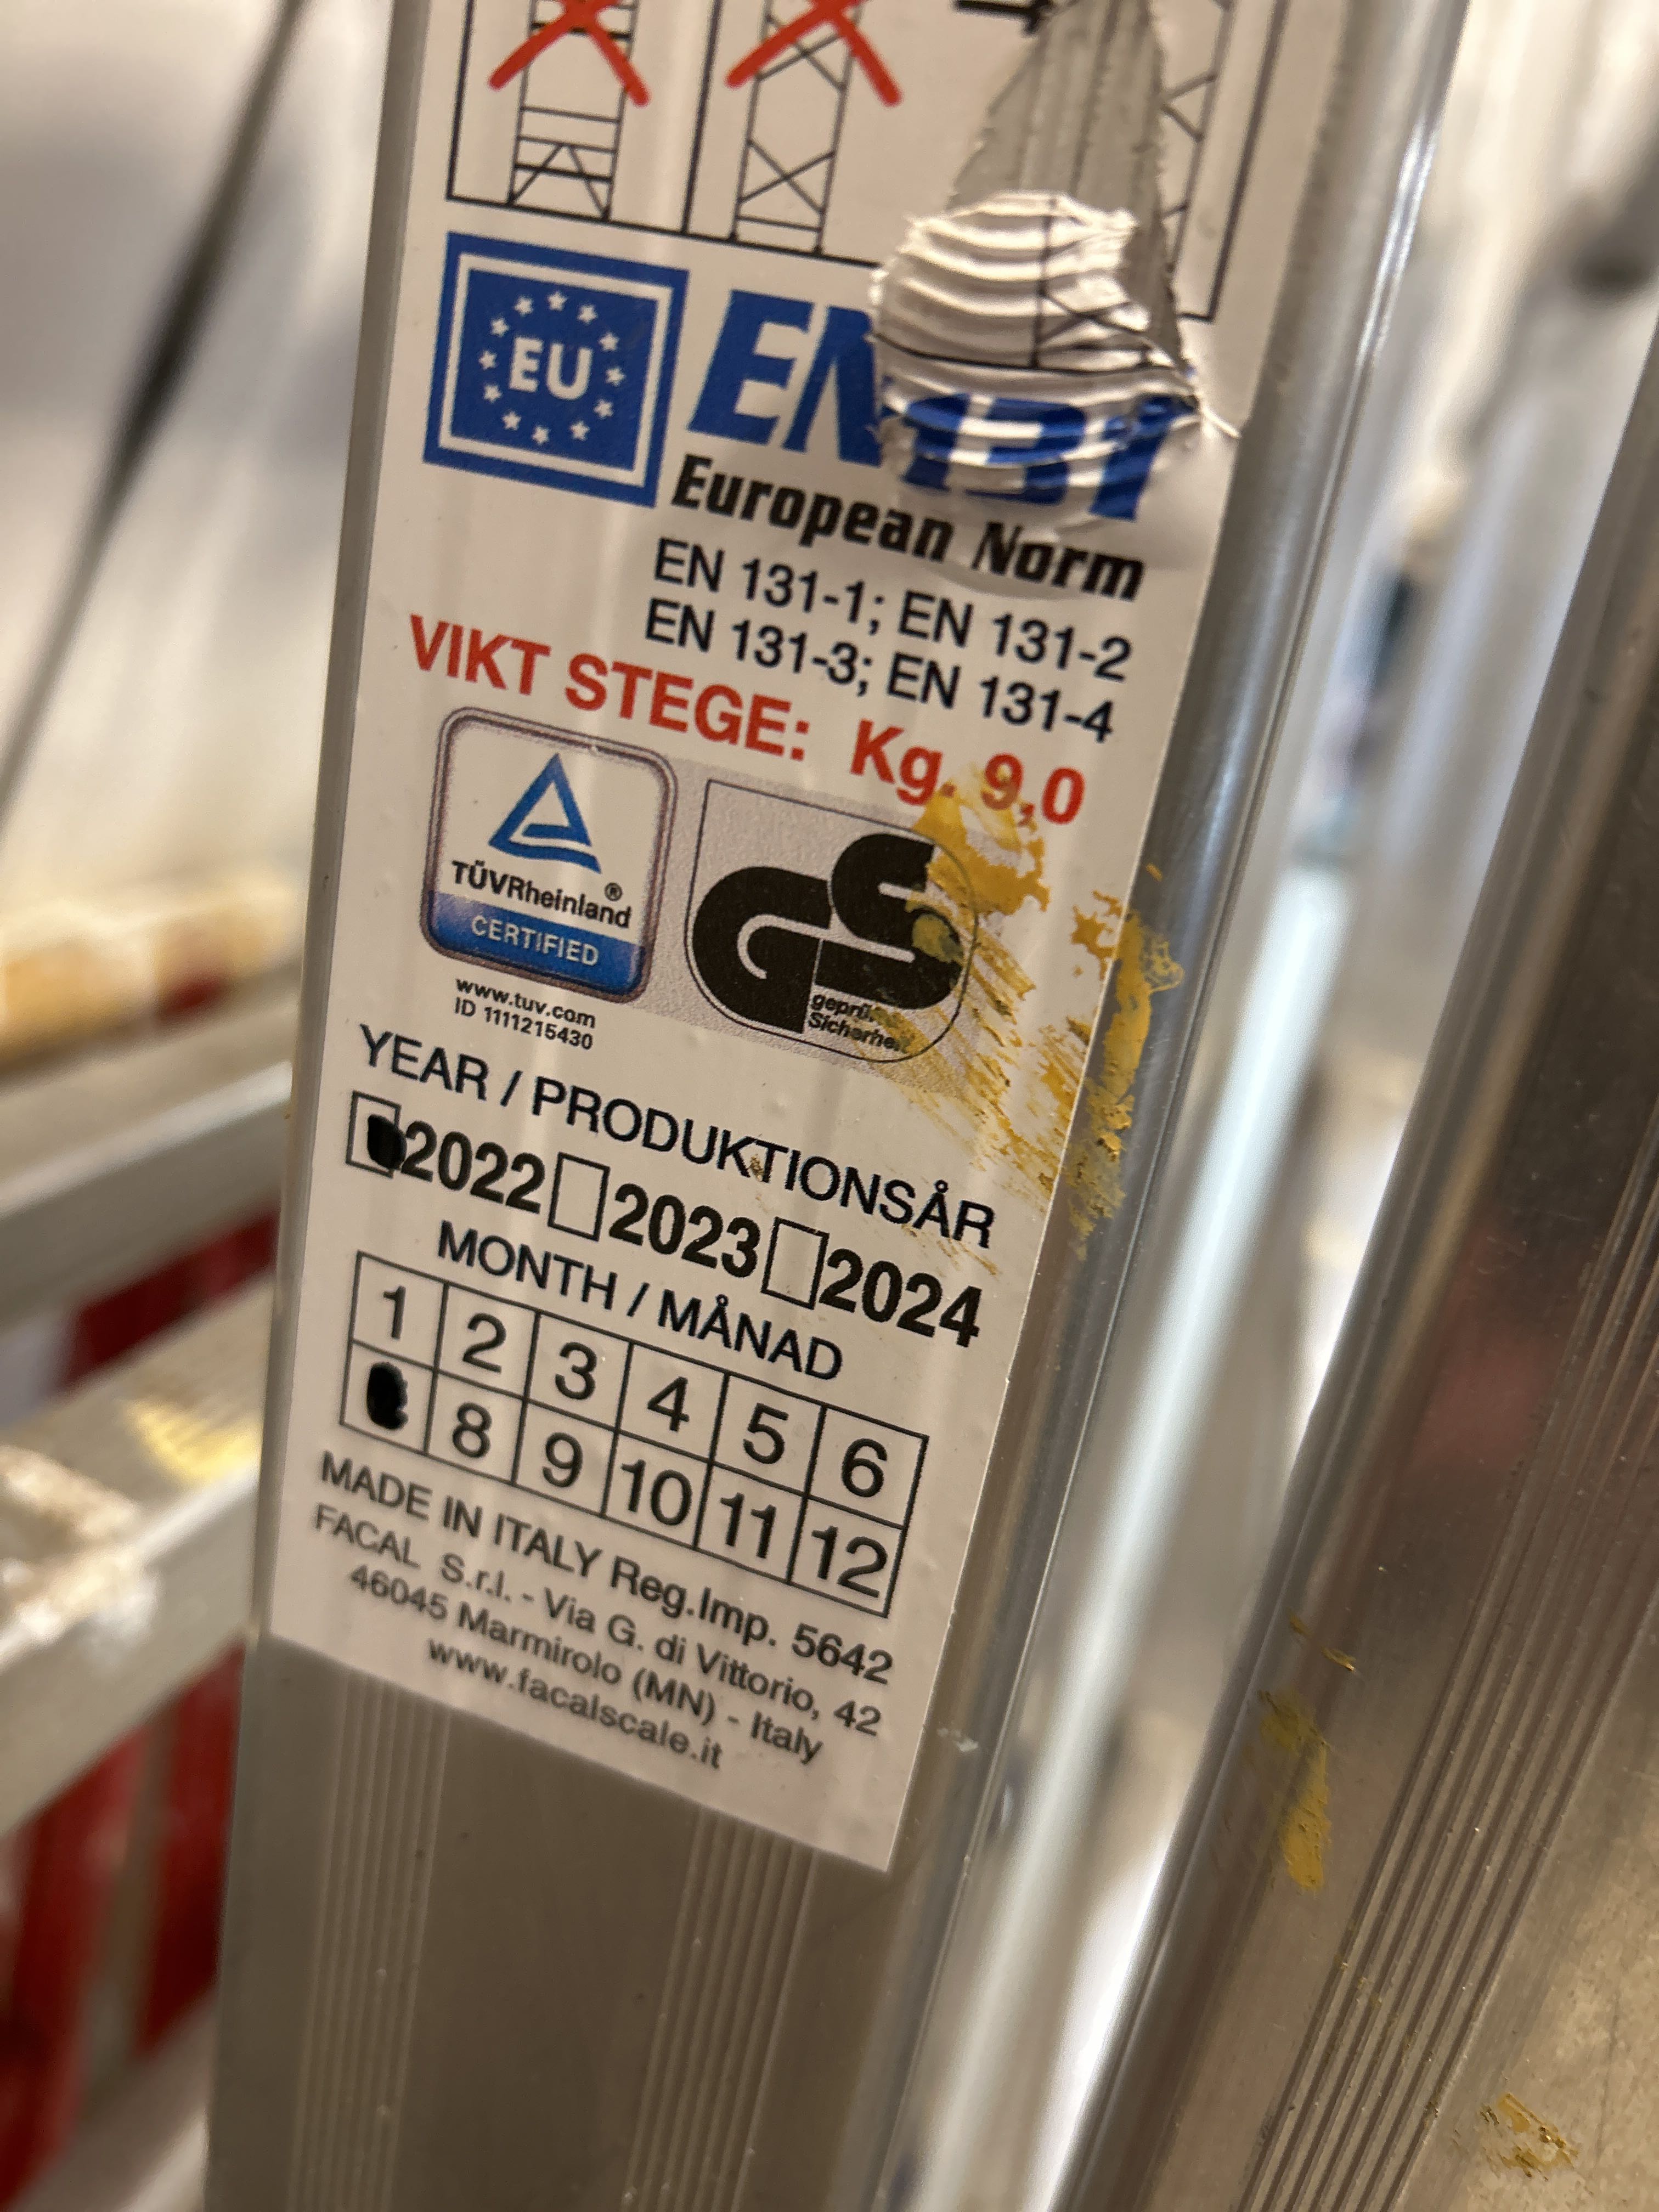 EU
EN 131
European Norm
EN 131-1; EN 131-2
EN 131-3; EN 131-4
VIKT STEGE: Kg. 9,0
TÜVRheinland®
CERTIFIED
www.tuv.com
ID 1111215430
GS
Sicherheit
YEAR / PRODUKTIONSÅR
2022 2023 2024
MONTH / MÅNAD
1 2 3 4 5 6
8 9 10 11 12
MADE IN ITALY Reg.Imp. 5642
FACAL S.r.l. - Via G. di Vittorio, 42
46045 Marmirolo (MN) - Italy
www.facalscale.it